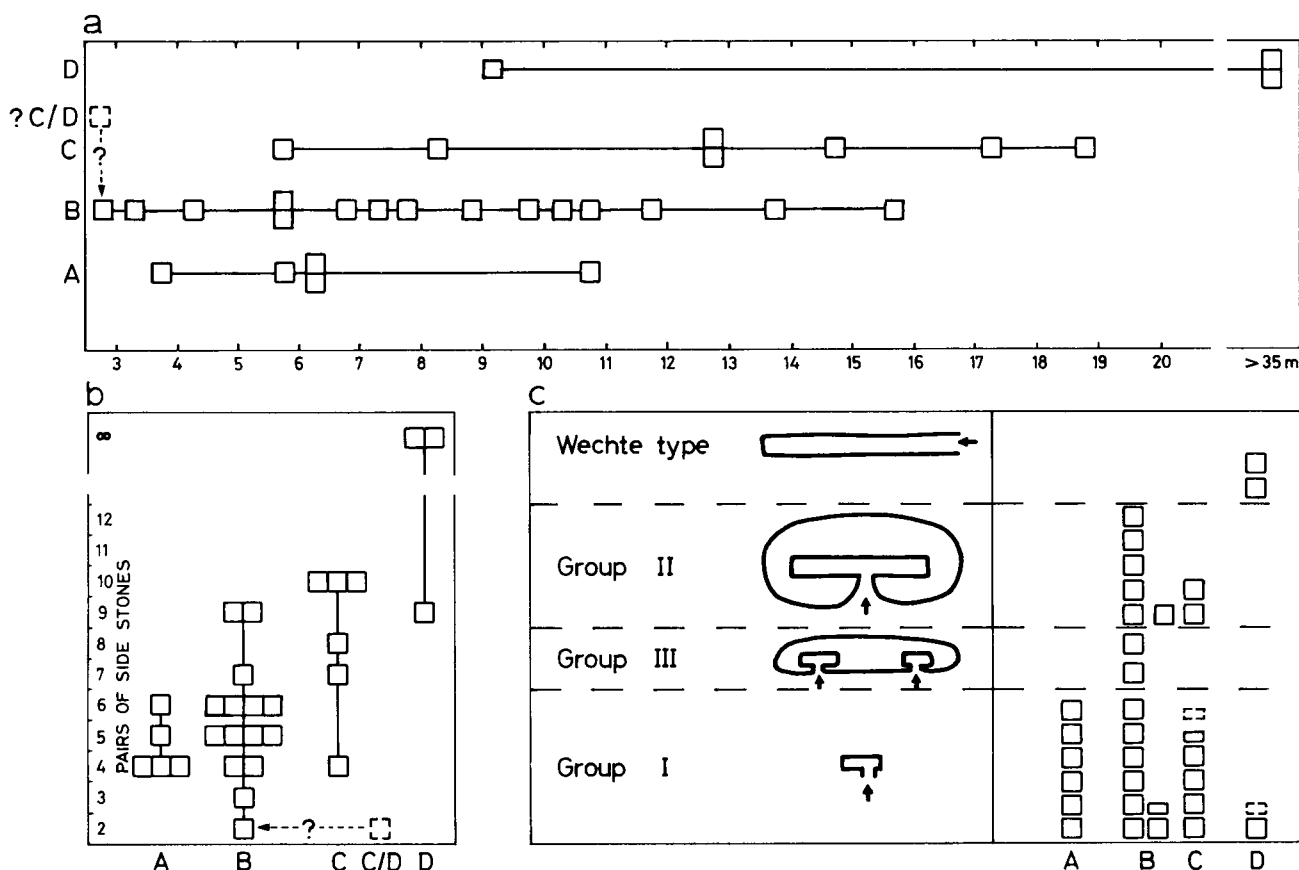 a
D
? C/D
C
?
B
A
3 4 5 6 7 8 9 10 11 12 13 14 15 16 17 18 19 20 >35 m
b
∞
12
11
10
9
8
7
6
5
4
3
2
PAIRS OF SIDE STONES
?
A B C C/D D
c
Wechte type
Group II
Group III
Group I
A B C D